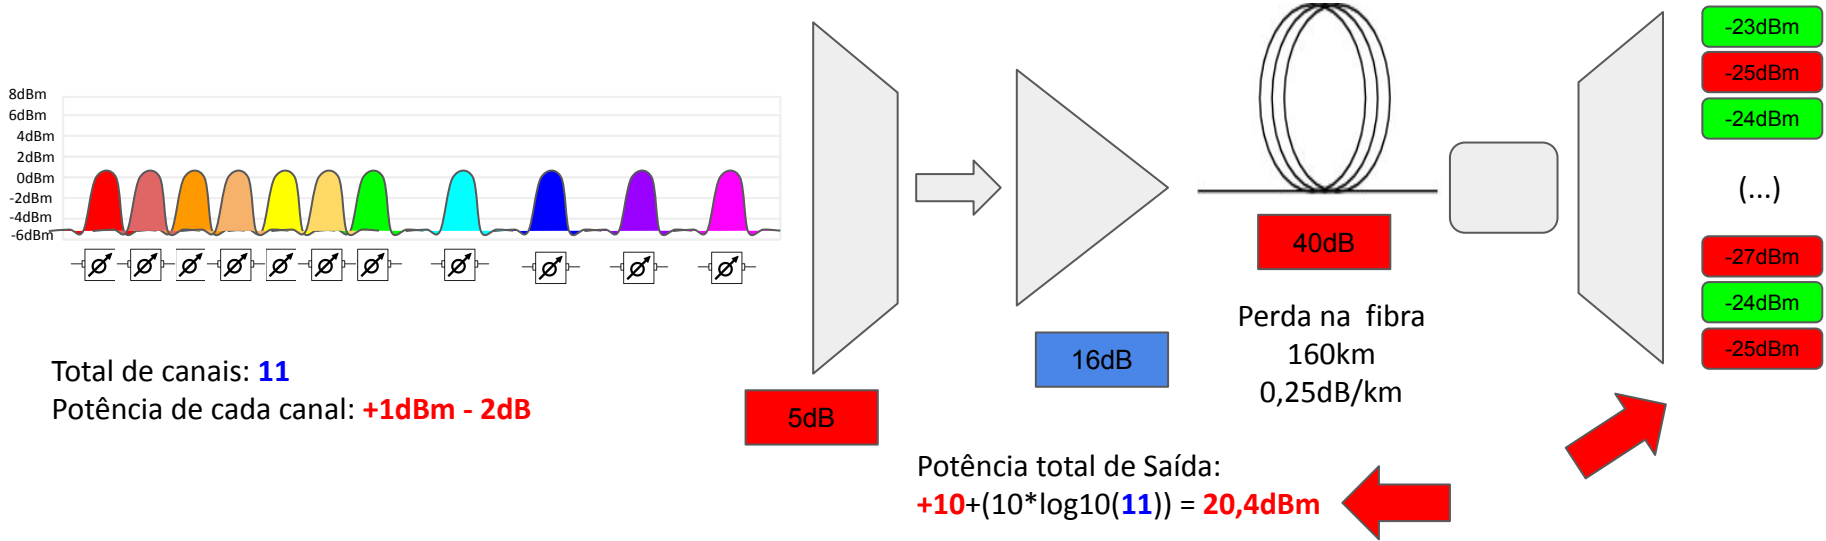 8dBm
6dBm
4dBm
2dBm
0dBm
-2dBm
-4dBm
-6dBm
Total de canais: 11
Potência de cada canal: +1dBm - 2dB
5dB
16dB
40dB
Perda na fibra
160km
0,25dB/km
Potência total de Saída:
+10+(10*log10(11)) = 20,4dBm
-23dBm
-25dBm
-24dBm
(...)
-27dBm
-24dBm
-25dBm